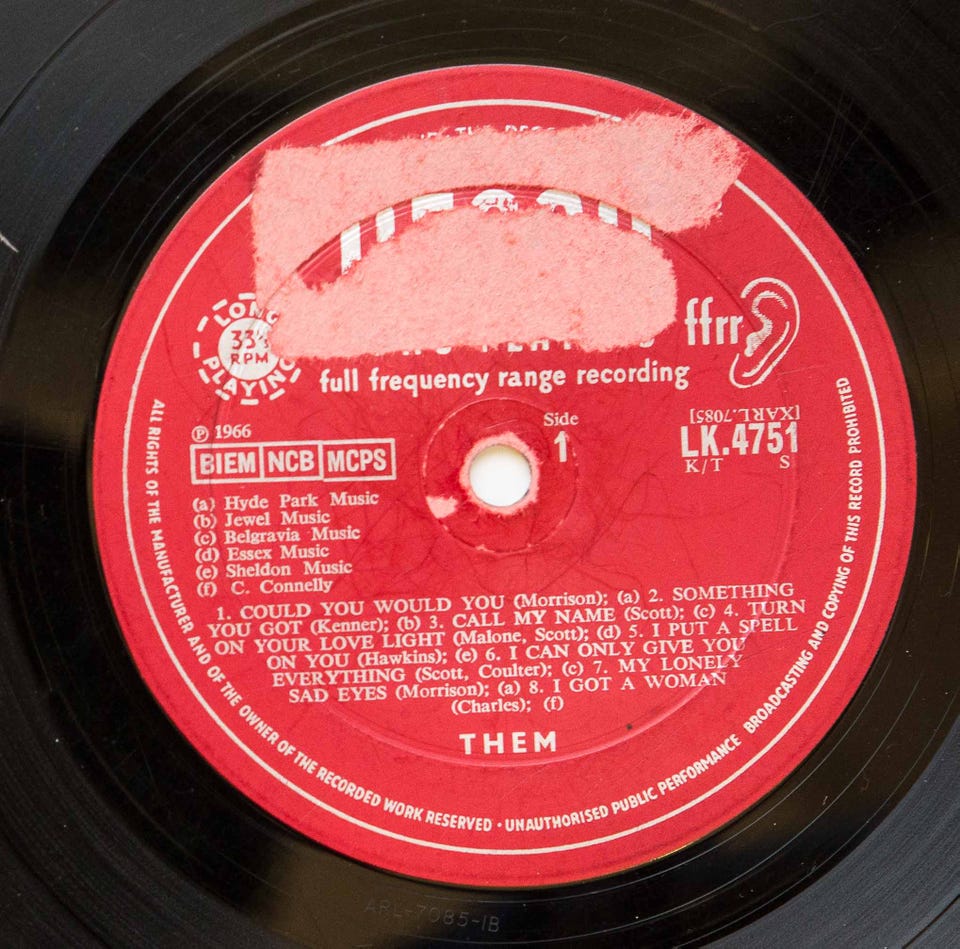 LONG
33⅓
RPM
PLAYING
ffrr
full frequency range recording
Ⓟ 1966
BIEM NCB MCPS
Side
1
[XARL.7085]
LK.4751
K/T S
(a) Hyde Park Music
(b) Jewel Music
(c) Belgravia Music
(d) Essex Music
(e) Sheldon Music
(f) C. Connelly
1. COULD YOU WOULD YOU (Morrison); (a) 2. SOMETHING
YOU GOT (Kenner); (b) 3. CALL MY NAME (Scott); (c) 4. TURN
ON YOUR LOVE LIGHT (Malone, Scott); (d) 5. I PUT A SPELL
ON YOU (Hawkins); (e) 6. I CAN ONLY GIVE YOU
EVERYTHING (Scott, Coulter); (c) 7. MY LONELY
SAD EYES (Morrison); (a) 8. I GOT A WOMAN
(Charles); (f)
THEM
ALL RIGHTS OF THE MANUFACTURER AND OF THE OWNER OF THE RECORDED WORK RESERVED · UNAUTHORISED PUBLIC PERFORMANCE BROADCASTING AND COPYING OF THIS RECORD PROHIBITED
ARL-7085-1B